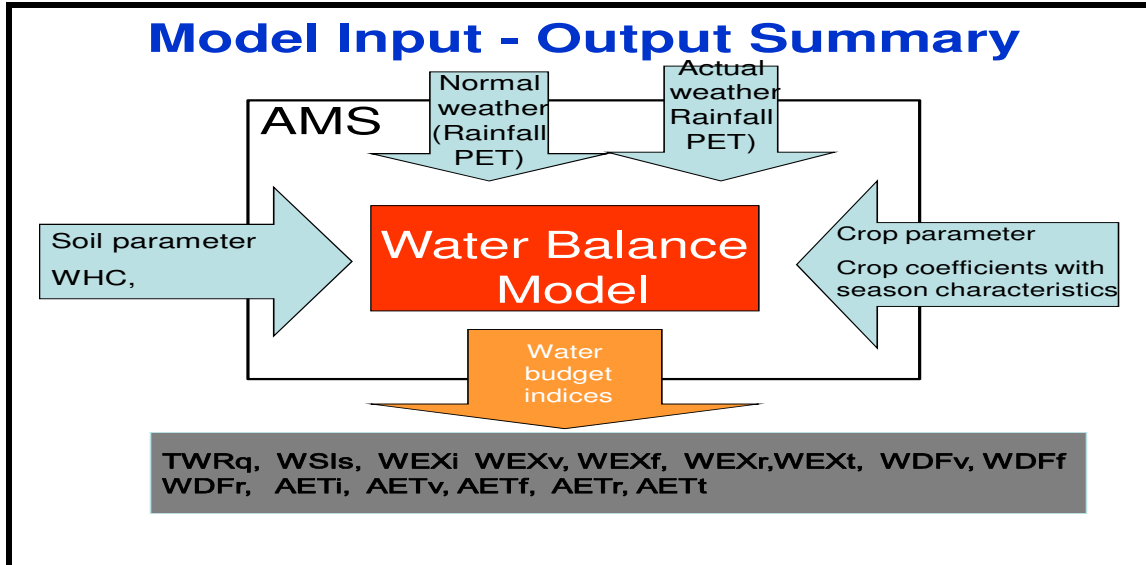 Model Input - Output Summary
AMS
Normal
weather
(Rainfall
PET)
Actual
weather
Rainfall
PET)
Soil parameter
WHC,
Water Balance
Model
Crop parameter
Crop coefficients with
season characteristics
Water
budget
indices
TWRq, WSIs, WEXi WEXv, WEXf, WEXr,WEXt, WDFv, WDFf
WDFr, AETi, AETv, AETf, AETr, AETt